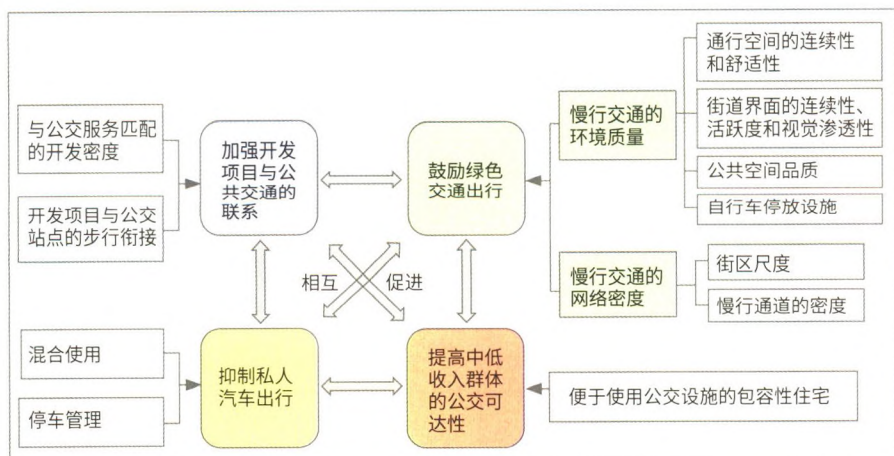 与公交服务匹配
的开发密度
开发项目与公交
站点的步行衔接
加强开发
项目与公
共交通的
联系
鼓励绿色
交通出行
慢行交通的
环境质量
通行空间的连续性
和舒适性
街道界面的连续性、
活跃度和视觉渗透性
公共空间品质
自行车停放设施
慢行交通的
网络密度
街区尺度
慢行通道的密度
相互 促进
混合使用
停车管理
抑制私人
汽车出行
提高中低
收入群体
的公交可
达性
便于使用公交设施的包容性住宅